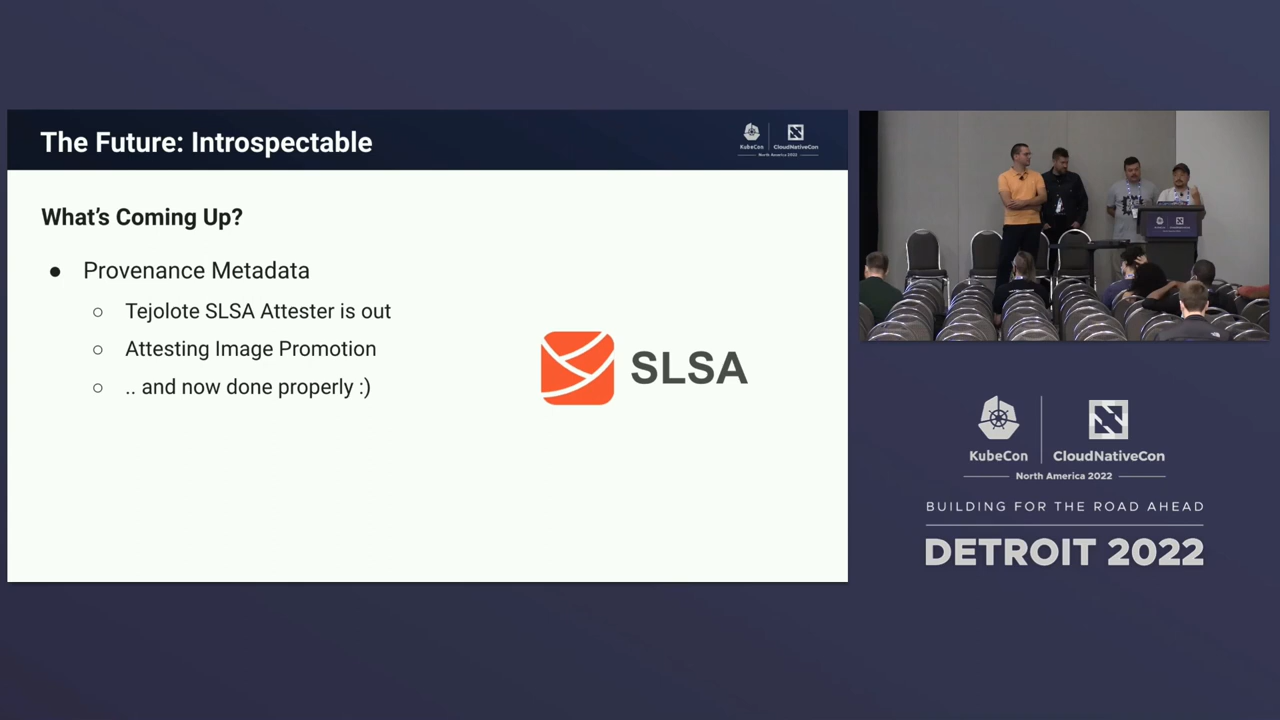 The Future: Introspectable
KubeCon
CloudNativeCon
North America 2022
What's Coming Up?
● Provenance Metadata
○ Tejolote SLSA Attester is out
○ Attesting Image Promotion
○ .. and now done properly :)
SLSA
KubeCon
CloudNativeCon
North America 2022
BUILDING FOR THE ROAD AHEAD
DETROIT 2022